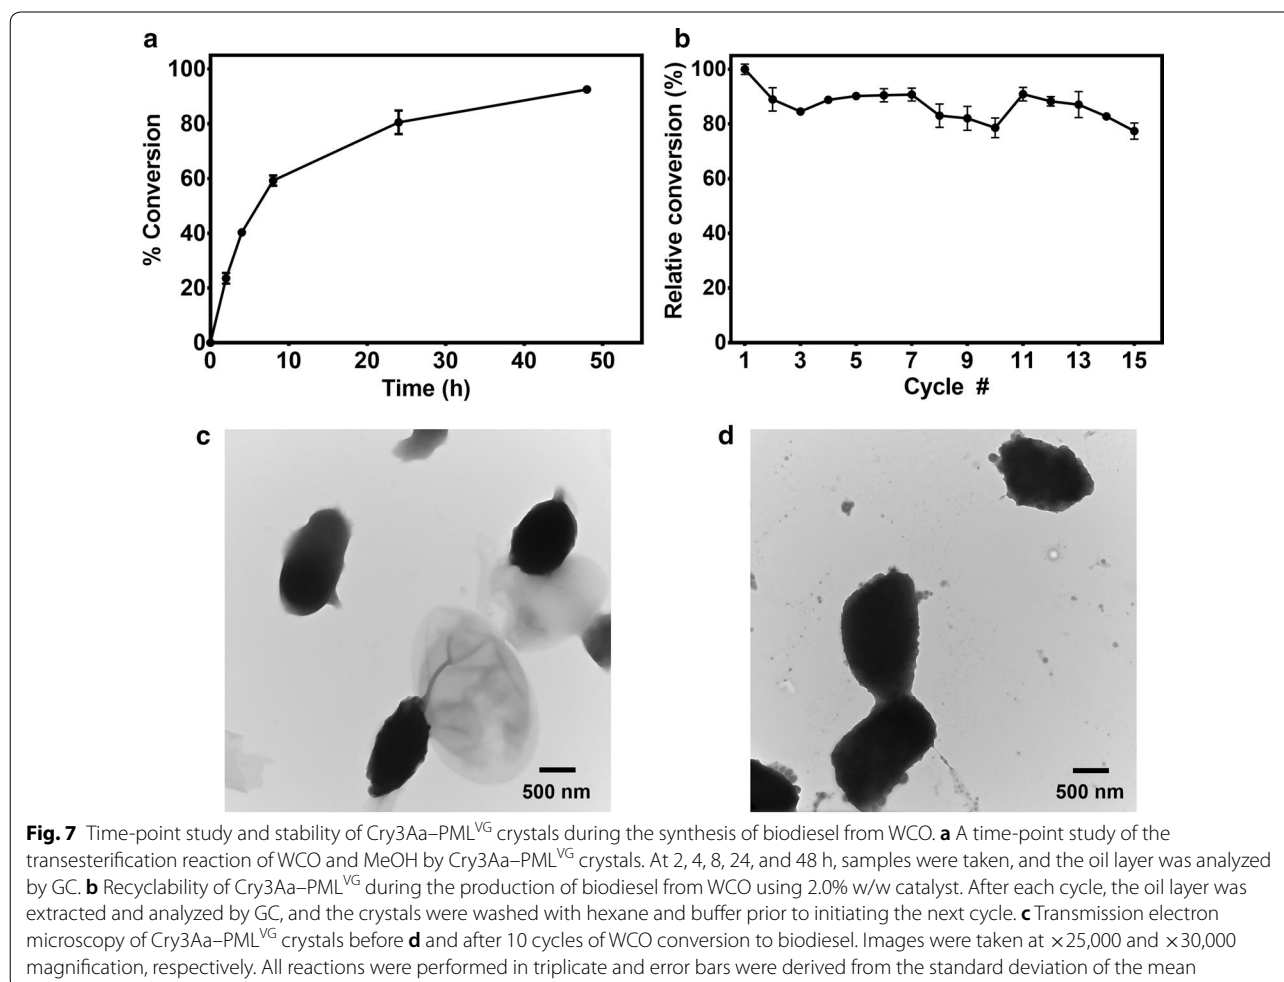 a
b
100
80
60
40
20
0
% Conversion
0 10 20 30 40 50
Time (h)
100
80
60
40
20
0
Relative conversion (%)
1 3 5 7 9 11 13 15
Cycle #
c
d
500 nm
500 nm
Fig. 7 Time-point study and stability of Cry3Aa–PMLVG crystals during the synthesis of biodiesel from WCO. a A time-point study of the
transesterification reaction of WCO and MeOH by Cry3Aa–PMLVG crystals. At 2, 4, 8, 24, and 48 h, samples were taken, and the oil layer was analyzed
by GC. b Recyclability of Cry3Aa–PMLVG during the production of biodiesel from WCO using 2.0% w/w catalyst. After each cycle, the oil layer was
extracted and analyzed by GC, and the crystals were washed with hexane and buffer prior to initiating the next cycle. c Transmission electron
microscopy of Cry3Aa–PMLVG crystals before d and after 10 cycles of WCO conversion to biodiesel. Images were taken at ×25,000 and ×30,000
magnification, respectively. All reactions were performed in triplicate and error bars were derived from the standard deviation of the mean